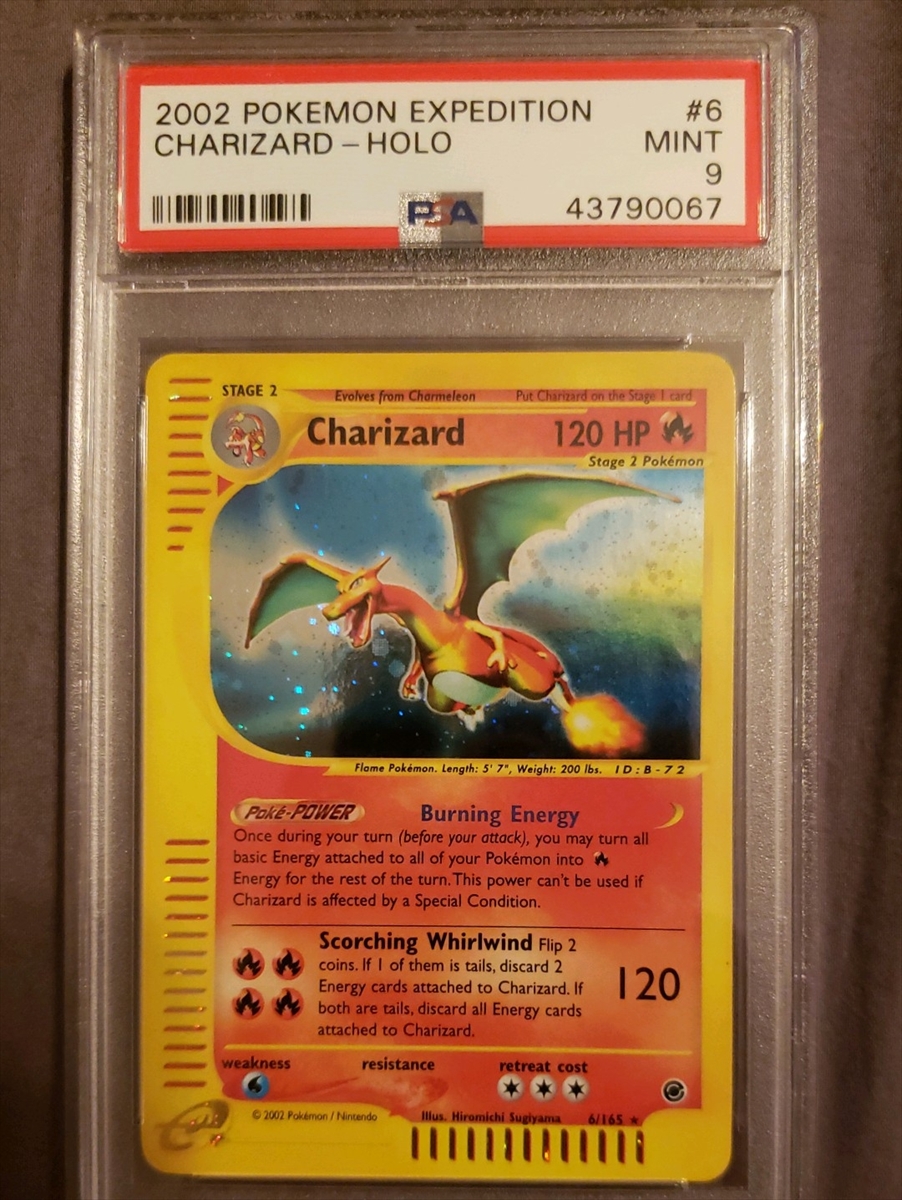 2002 POKEMON EXPEDITION #6
CHARIZARD – HOLO MINT
9
PSA 43790067
STAGE 2 Evolves from Charmeleon Put Charizard on the Stage 1 card
Charizard 120 HP
Stage 2 Pokémon
Flame Pokémon. Length: 5' 7", Weight: 200 lbs. ID: B - 72
Poké-POWER Burning Energy
Once during your turn (before your attack), you may turn all
basic Energy attached to all of your Pokémon into
Energy for the rest of the turn. This power can't be used if
Charizard is affected by a Special Condition.
Scorching Whirlwind Flip 2
coins. If 1 of them is tails, discard 2
Energy cards attached to Charizard. If 120
both are tails, discard all Energy cards
attached to Charizard.
weakness resistance retreat cost
© 2002 Pokémon / Nintendo Illus. Hiromichi Sugiyama 6/165 ★
e